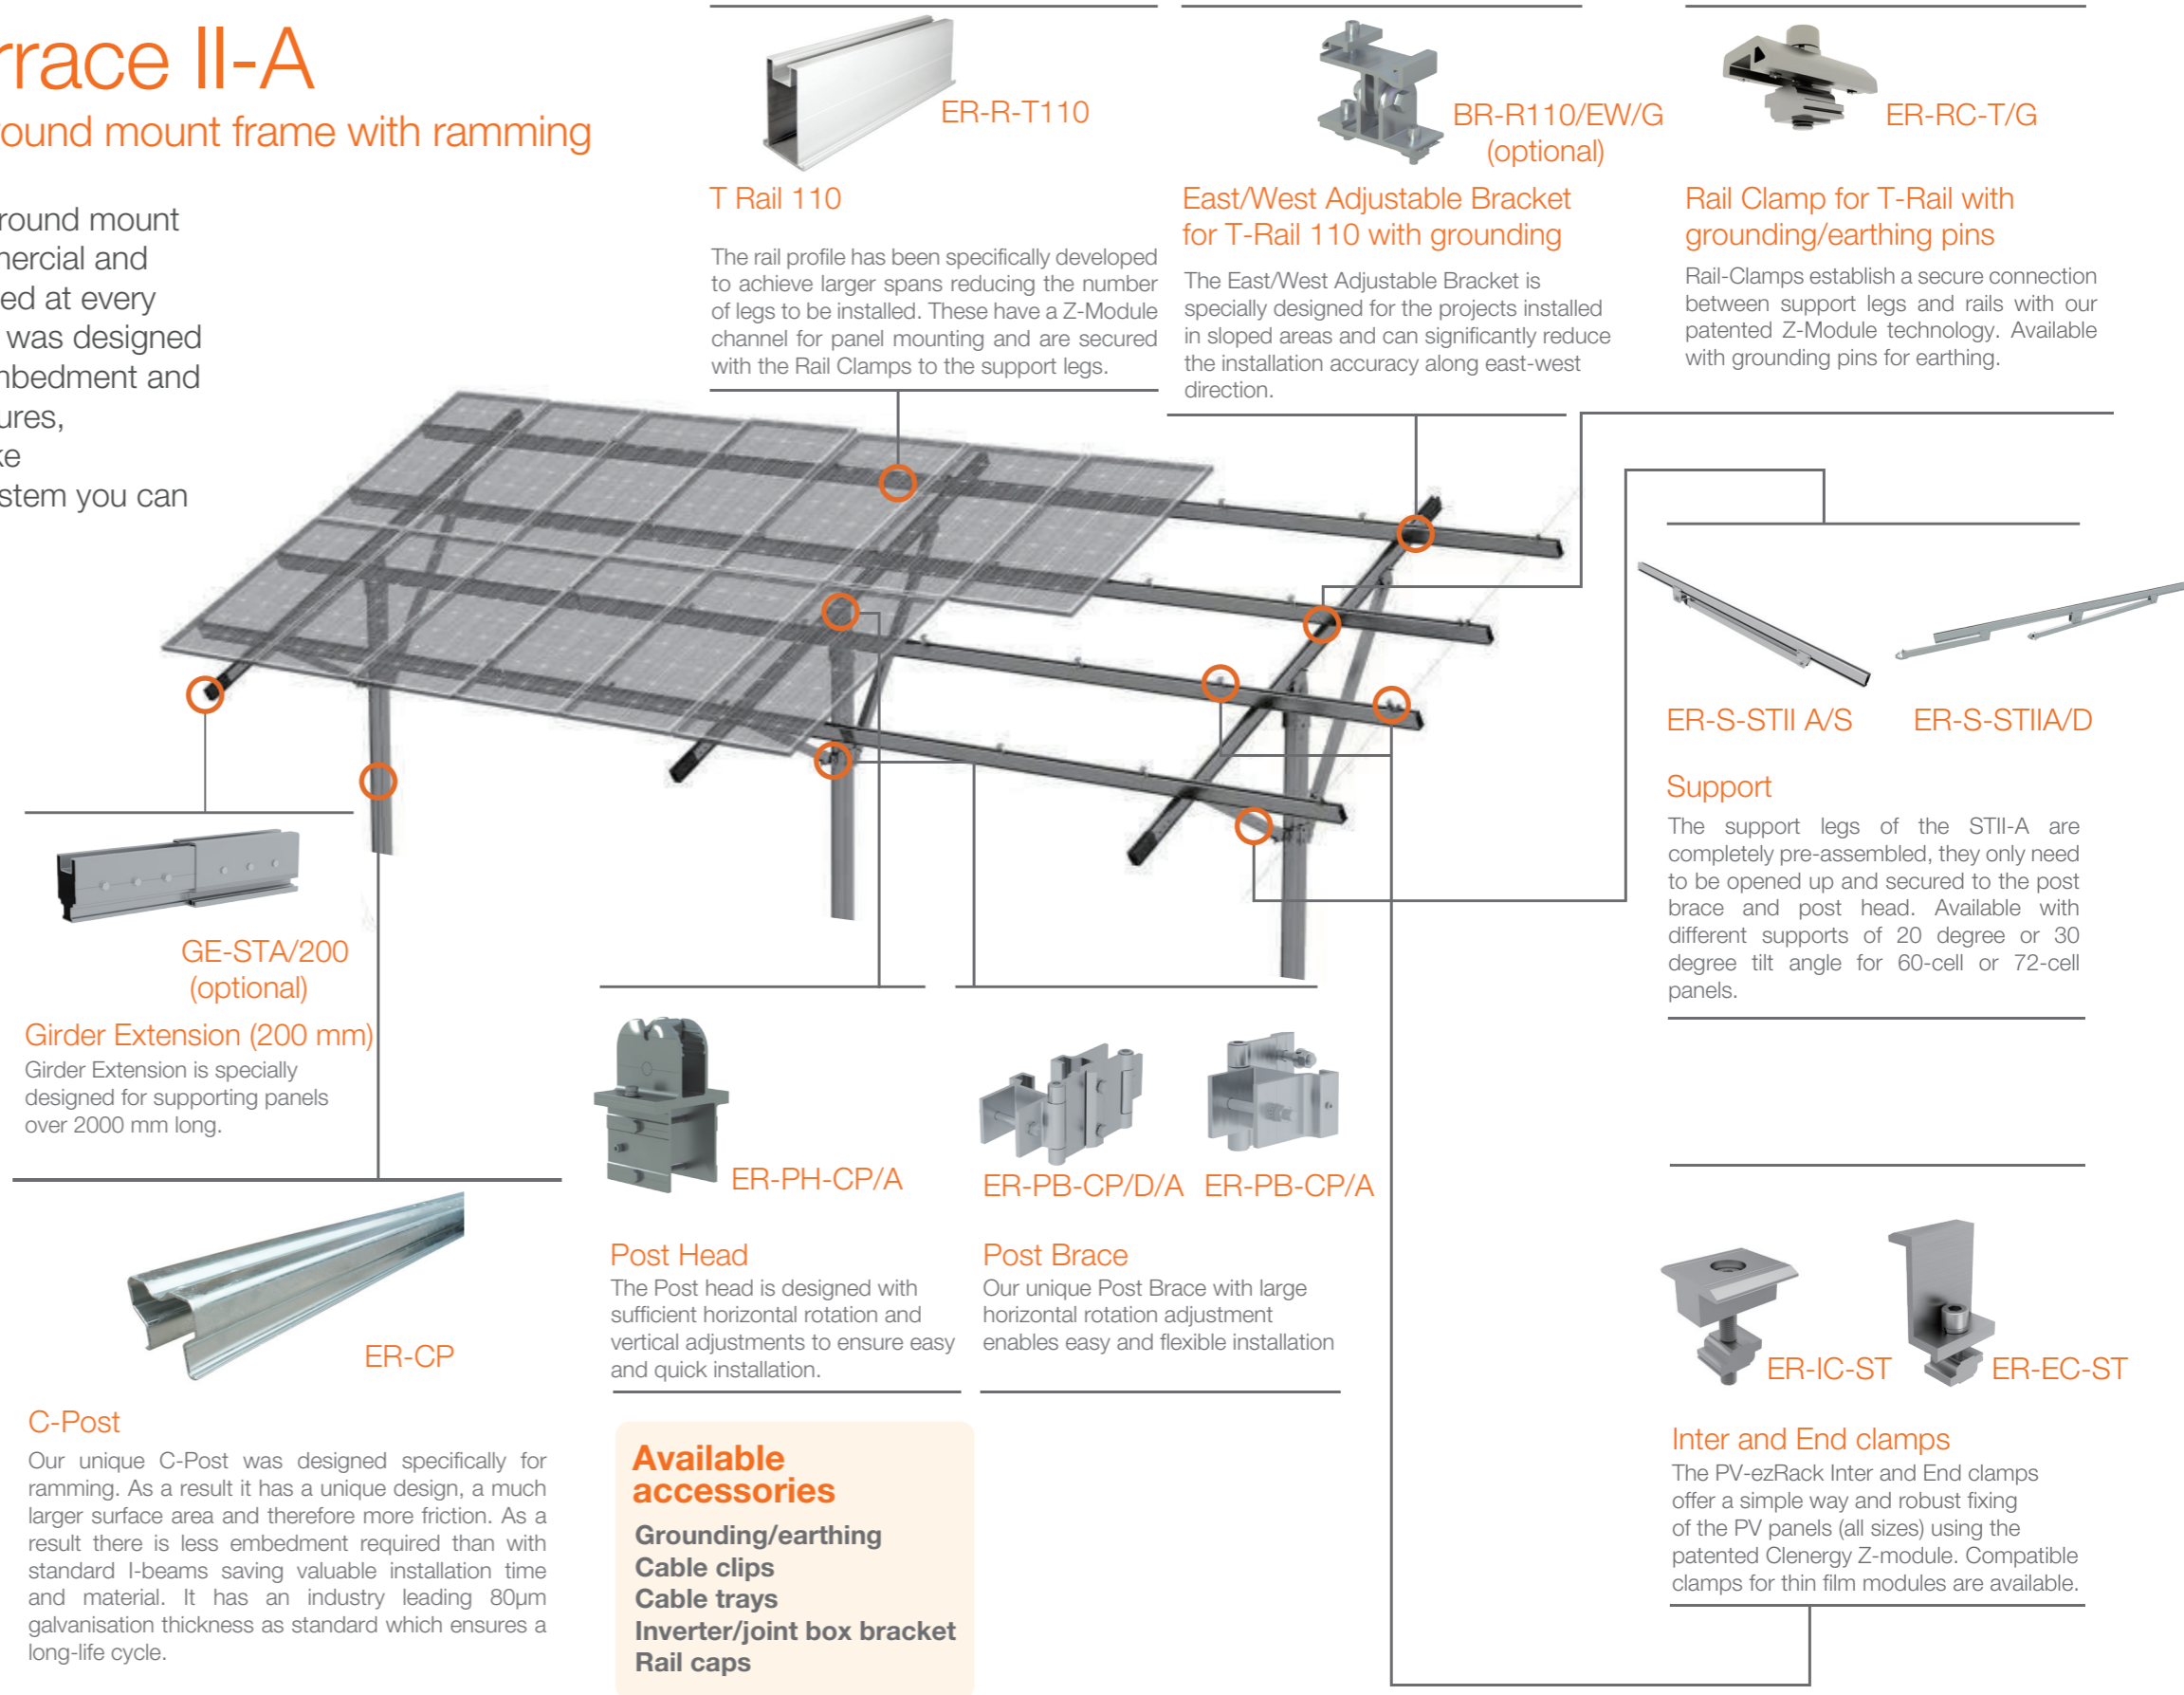 rrace II-A
ound mount frame with ramming
round mount
ercial and
ed at every
was designed
bedment and
ures,
stem you can
ER-R-T110
T Rail 110
The rail profile has been specifically developed
to achieve larger spans reducing the number
of legs to be installed. These have a Z-Module
channel for panel mounting and are secured
with the Rail Clamps to the support legs.
BR-R110/EW/G
(optional)
East/West Adjustable Bracket
for T-Rail 110 with grounding
The East/West Adjustable Bracket is
specially designed for the projects installed
in sloped areas and can significantly reduce
the installation accuracy along east-west
direction.
ER-RC-T/G
Rail Clamp for T-Rail with
grounding/earthing pins
Rail-Clamps establish a secure connection
between support legs and rails with our
patented Z-Module technology. Available
with grounding pins for earthing.
ER-S-STII A/S
ER-S-STIIA/D
Support
The support legs of the STII-A are
completely pre-assembled, they only need
to be opened up and secured to the post
brace and post head. Available with
different supports of 20 degree or 30
degree tilt angle for 60-cell or 72-cell
panels.
GE-STA/200
(optional)
Girder Extension (200 mm)
Girder Extension is specially
designed for supporting panels
over 2000 mm long.
ER-CP
C-Post
Our unique C-Post was designed specifically for
ramming. As a result it has a unique design, a much
larger surface area and therefore more friction. As a
result there is less embedment required than with
standard I-beams saving valuable installation time
and material. It has an industry leading 80μm
galvanisation thickness as standard which ensures a
long-life cycle.
ER-PH-CP/A
Post Head
The Post head is designed with
sufficient horizontal rotation and
vertical adjustments to ensure easy
and quick installation.
ER-PB-CP/D/A
ER-PB-CP/A
Post Brace
Our unique Post Brace with large
horizontal rotation adjustment
enables easy and flexible installation
Available
accessories
Grounding/earthing
Cable clips
Cable trays
Inverter/joint box bracket
Rail caps
ER-IC-ST
ER-EC-ST
Inter and End clamps
The PV-ezRack Inter and End clamps
offer a simple way and robust fixing
of the PV panels (all sizes) using the
patented Clenergy Z-module. Compatible
clamps for thin film modules are available.